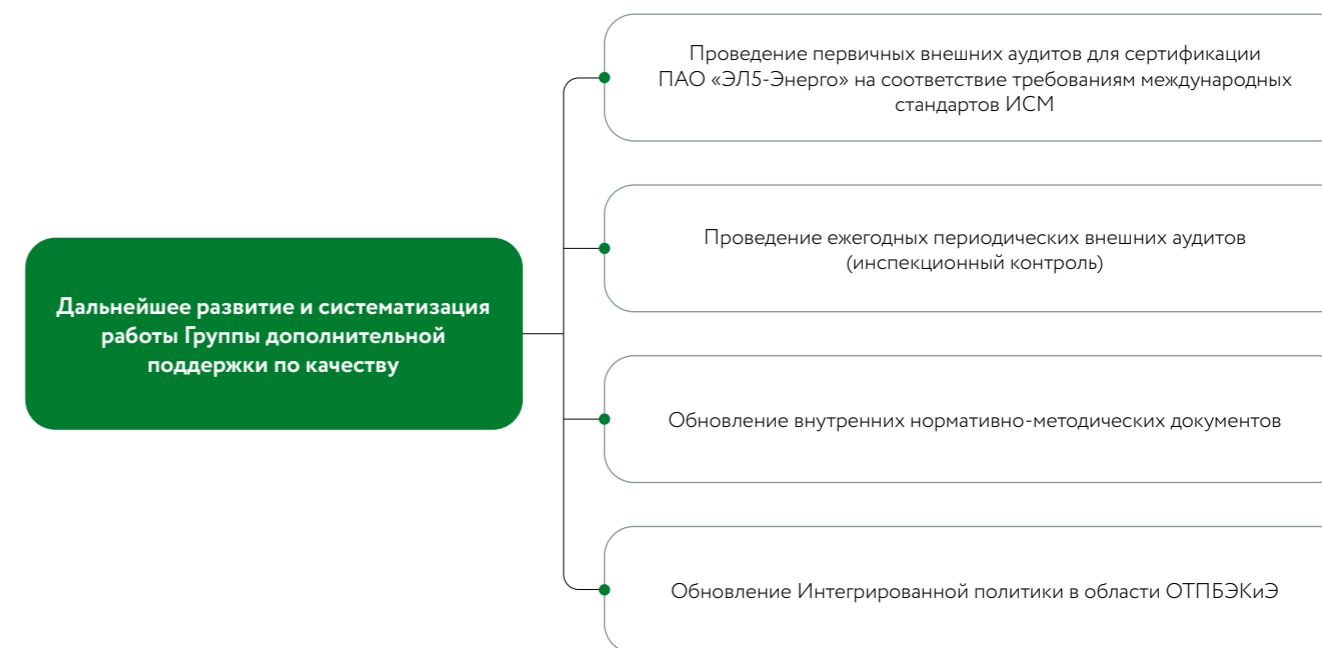 Проведение первичных внешних аудитов для сертификации
ПАО «ЭЛ5-Энерго» на соответствие требованиям международных
стандартов ИСМ
Проведение ежегодных периодических внешних аудитов
(инспекционный контроль)
Дальнейшее развитие и систематизация
работы Группы дополнительной
поддержки по качеству
Обновление внутренних нормативно-методических документов
Обновление Интегрированной политики в области ОТПБЭКиЭ